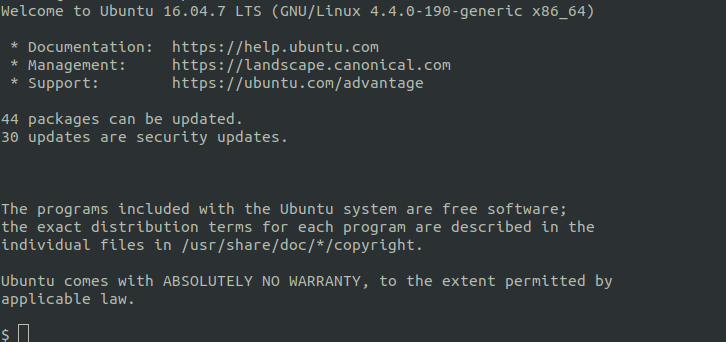 Welcome to Ubuntu 16.04.7 LTS (GNU/Linux 4.4.0-190-generic x86_64)
* Documentation: https://help.ubuntu.com
* Management: https://landscape.canonical.com
* Support: https://ubuntu.com/advantage
44 packages can be updated.
30 updates are security updates.
The programs included with the Ubuntu system are free software;
the exact distribution terms for each program are described in the
individual files in /usr/share/doc/*/copyright.
Ubuntu comes with ABSOLUTELY NO WARRANTY, to the extent permitted by
applicable law.
$